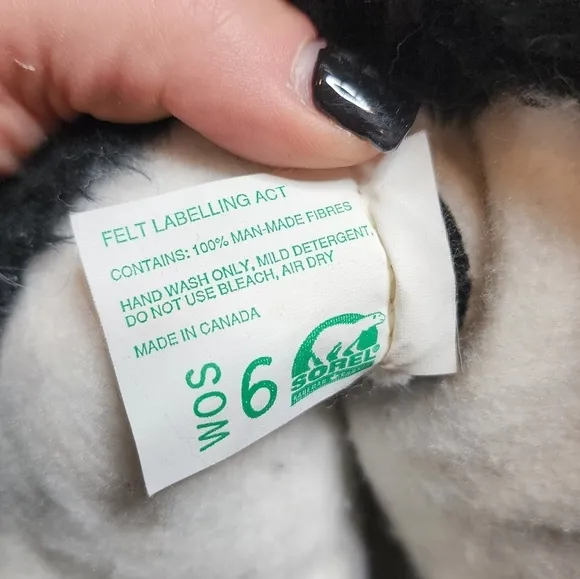 FELT LABELLING ACT
CONTAINS: 100% MAN-MADE FIBRES
HAND WASH ONLY, MILD DETERGENT,
DO NOT USE BLEACH, AIR DRY
MADE IN CANADA
WOS
6
SOREL®